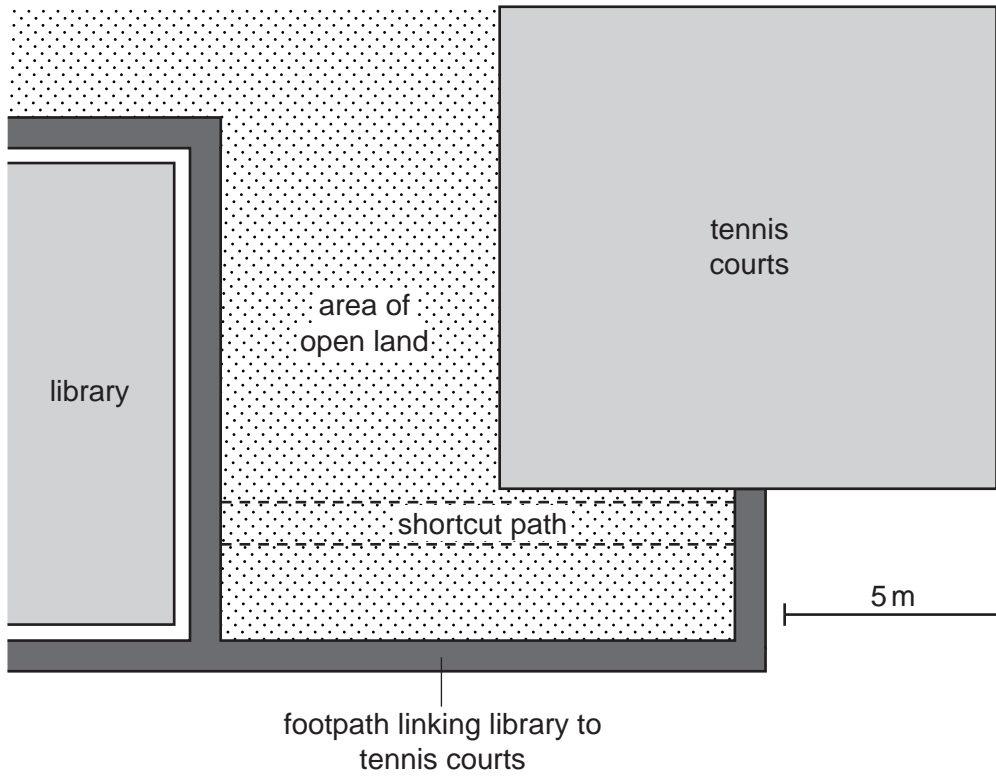 tennis
courts
area of
open land
library
shortcut path
5 m
footpath linking library to
tennis courts